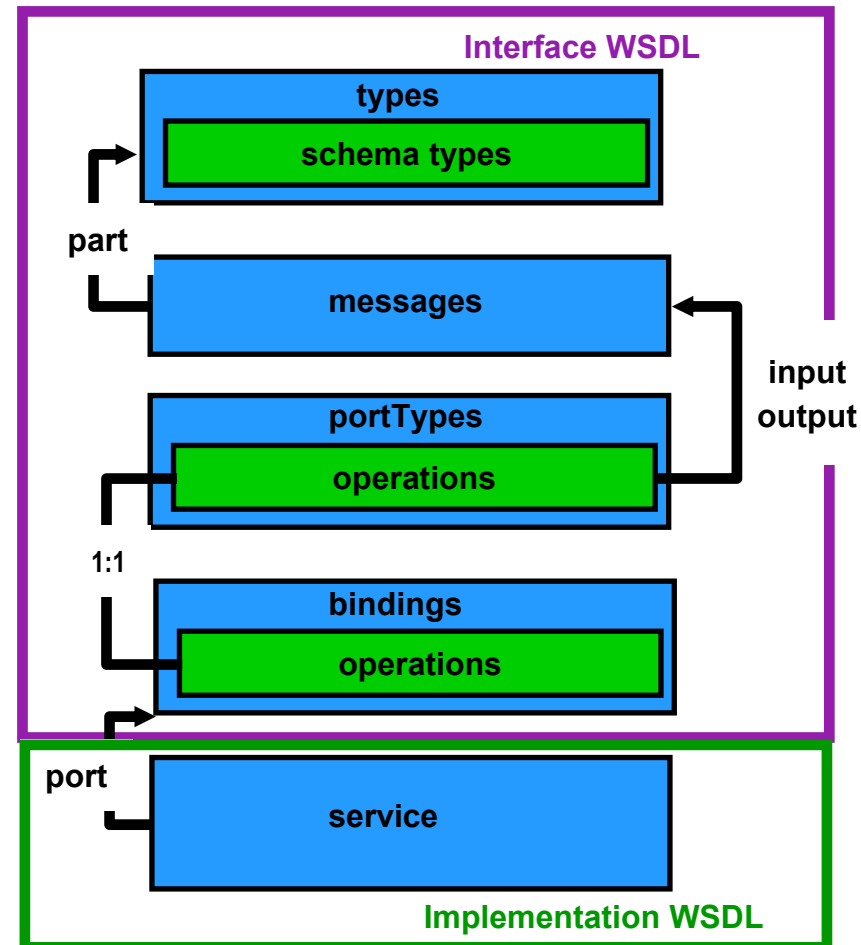 Interface WSDL
types
schema types
part
messages
input
output
portTypes
operations
1:1
bindings
operations
port
service
Implementation WSDL